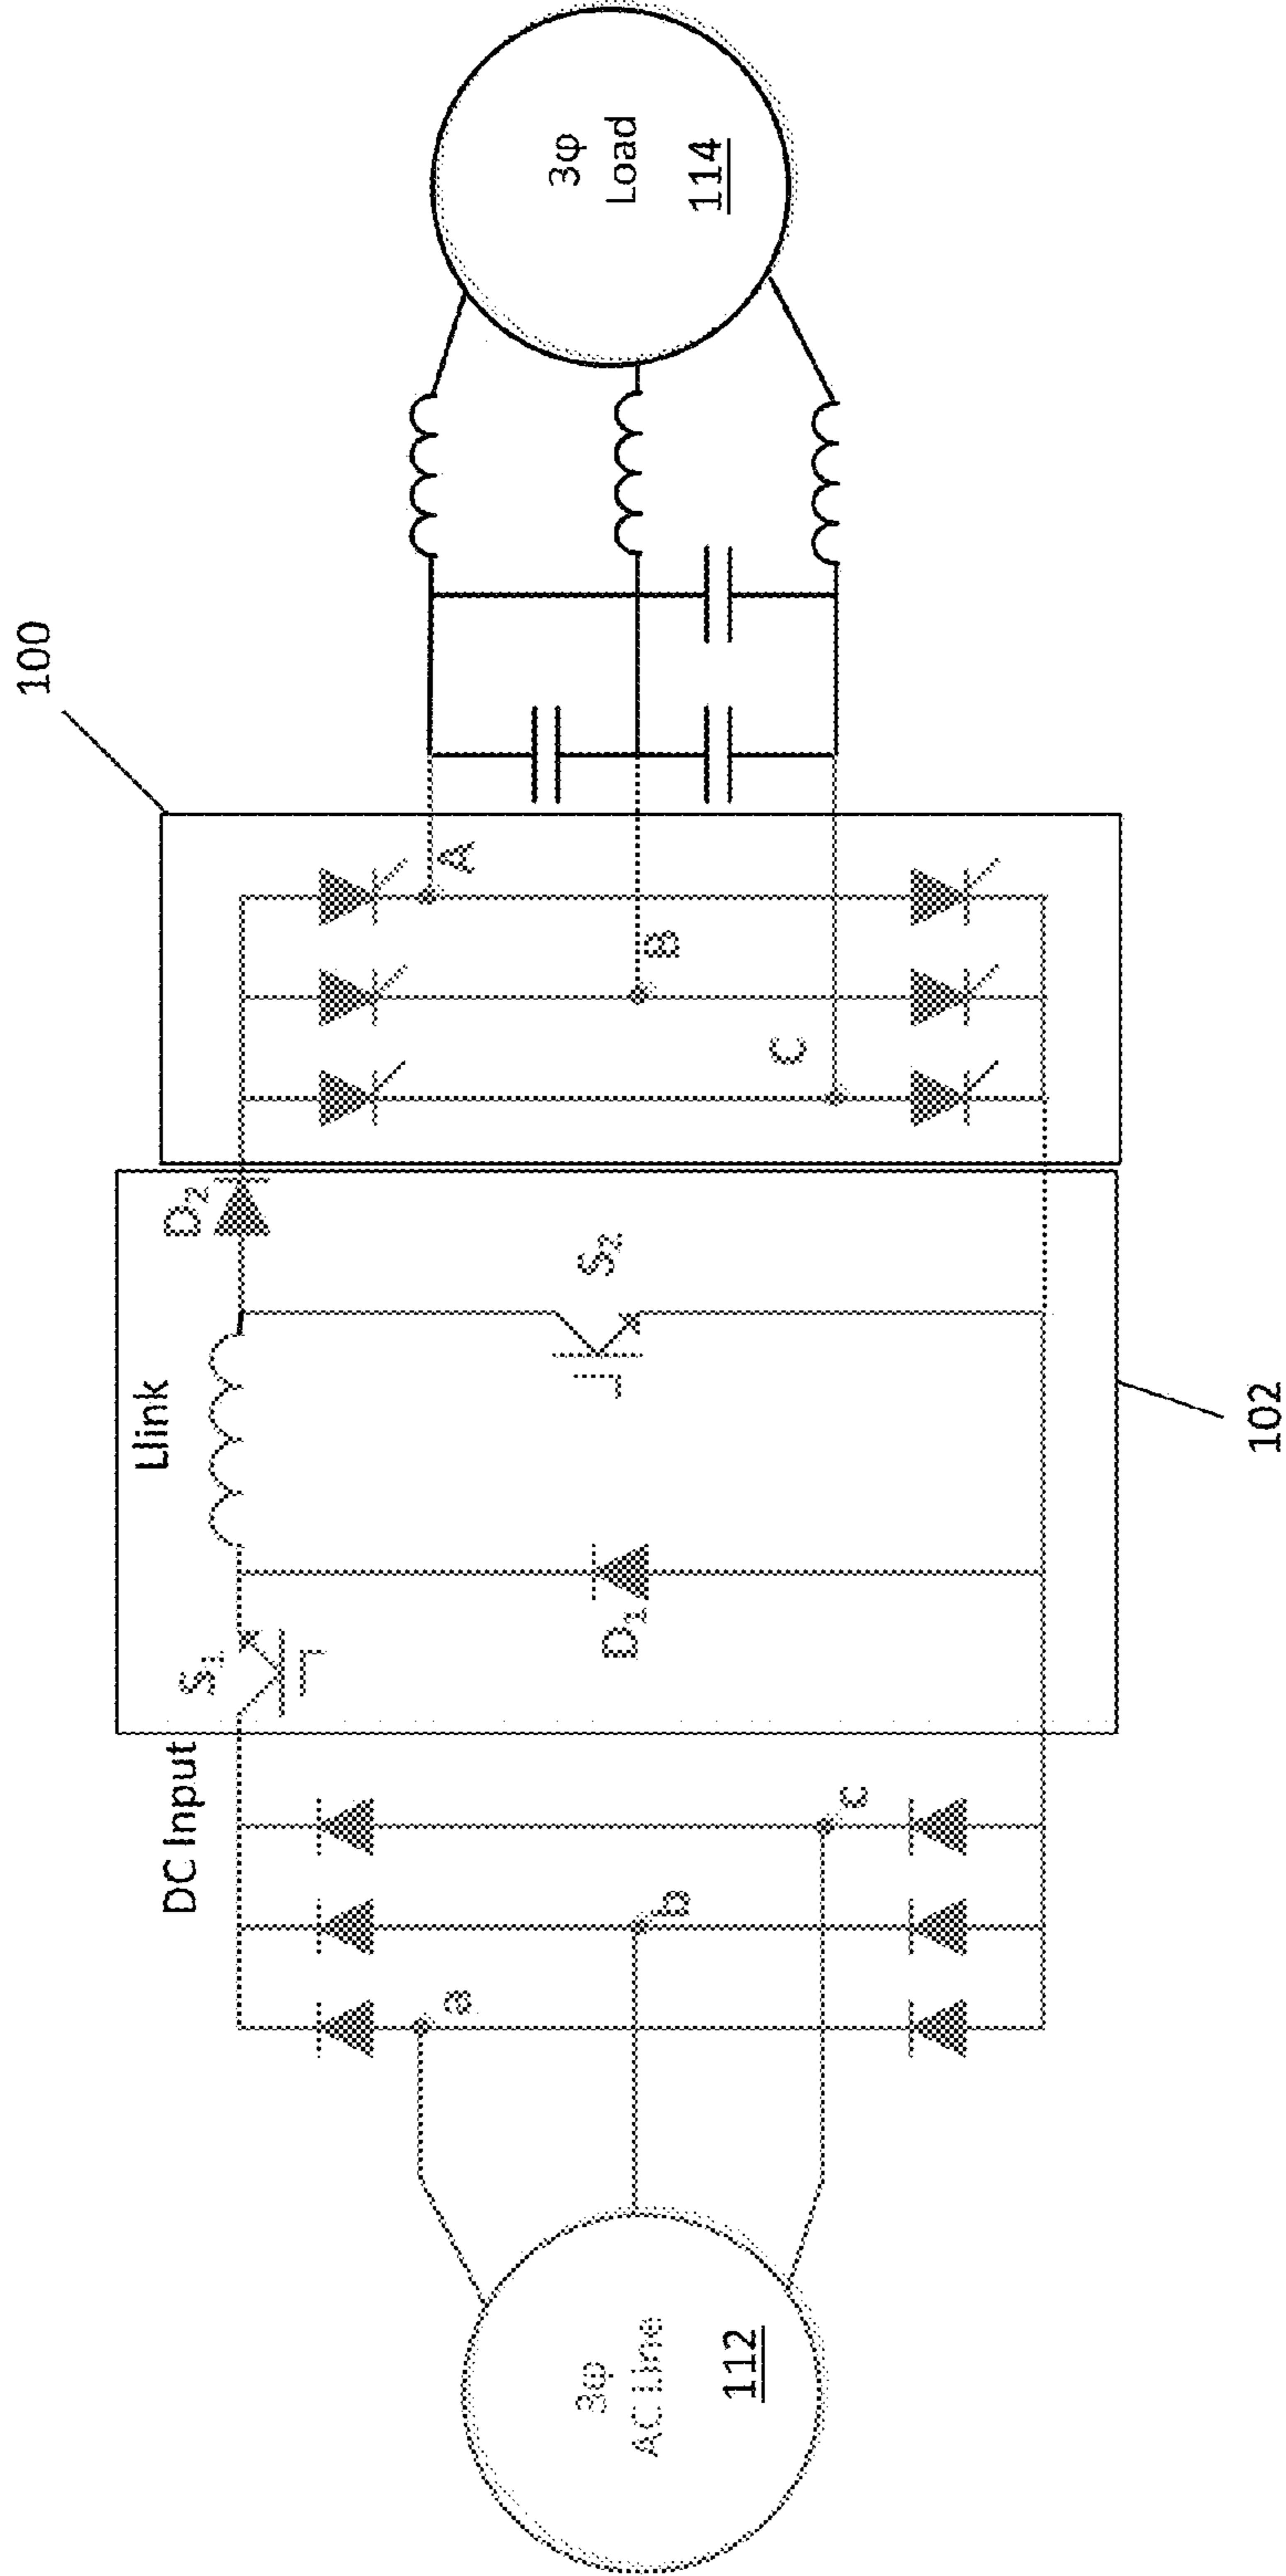 3φ
AC Line
112
a
b
c
DC Input
S₁
D₁
Llink
S₂
D₂
102
100
A
B
C
3φ
Load
114